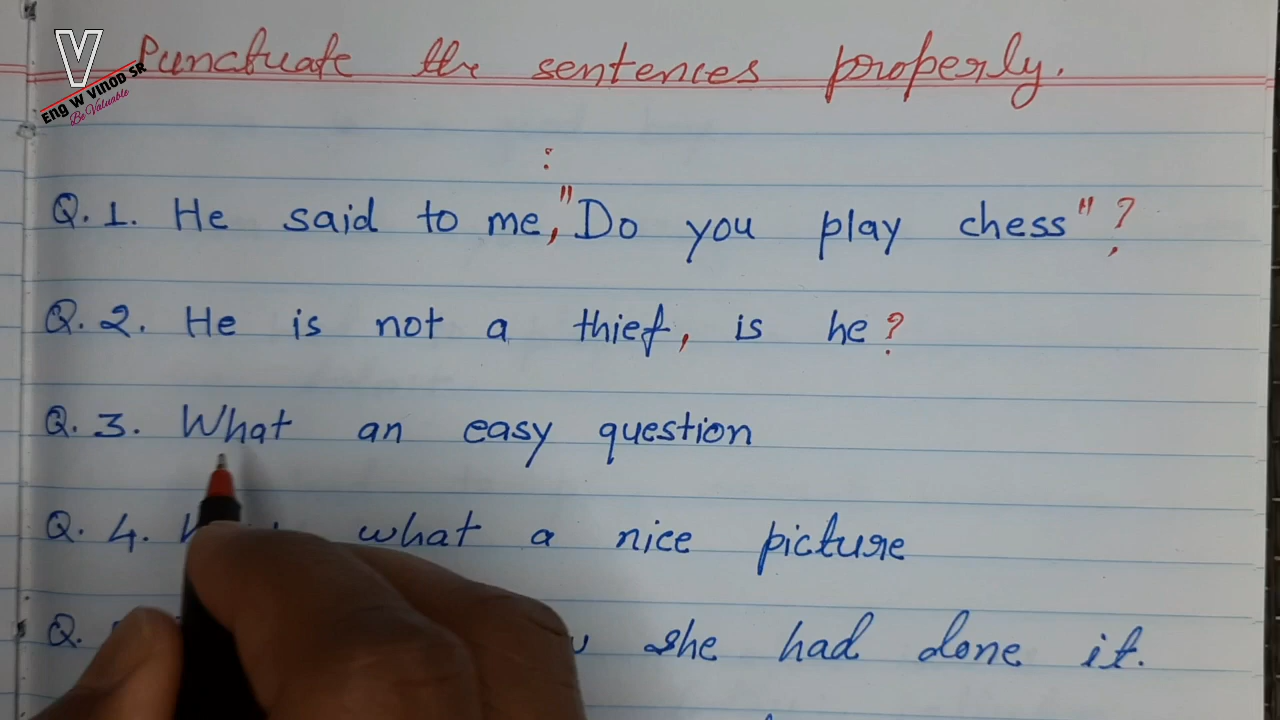 V
ENG W VINOD SR
Be Valuable
Punctuate the sentences properly.
:
Q.1. He said to me,"Do you play chess"?
Q.2. He is not a thief, is he?
Q.3. What an easy question
Q.4. what a nice picture
Q. she had done it.